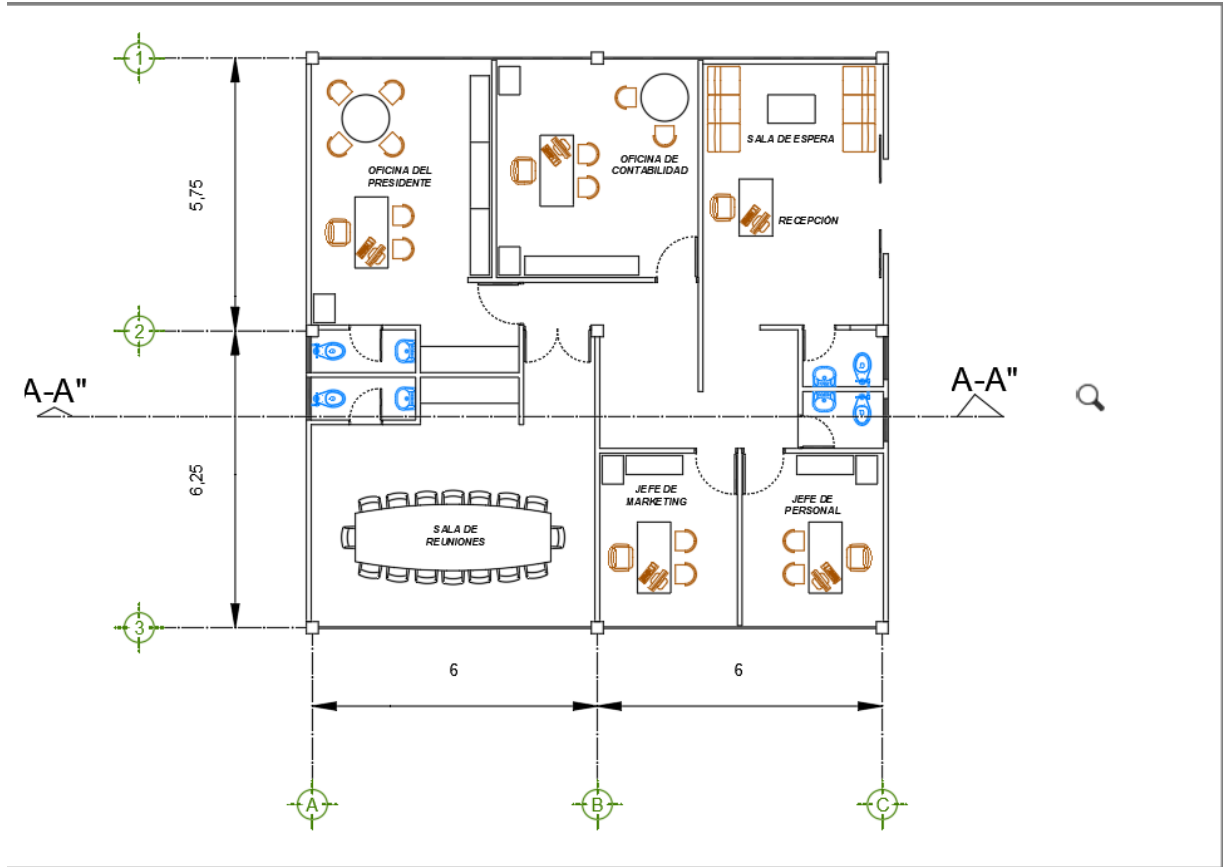 1
SALA DE ESPERA
OFICINA DE
CONTABILIDAD
OFICINA DEL
PRESIDENTE
5,75
RECEPCIÓN
2
A-A"
A-A"
6,25
JEFE DE
MARKETING
JEFE DE
PERSONAL
SALA DE
REUNIONES
3
6
6
A
B
C